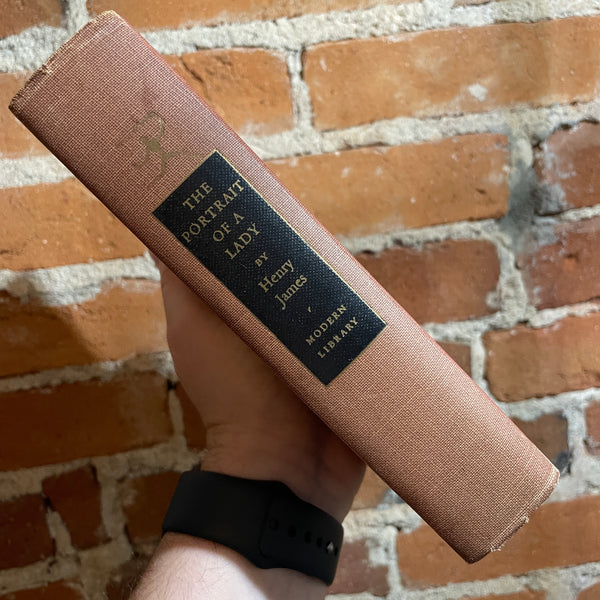 THE
PORTRAIT
OF A
LADY
BY
Henry
James
MODERN
LIBRARY